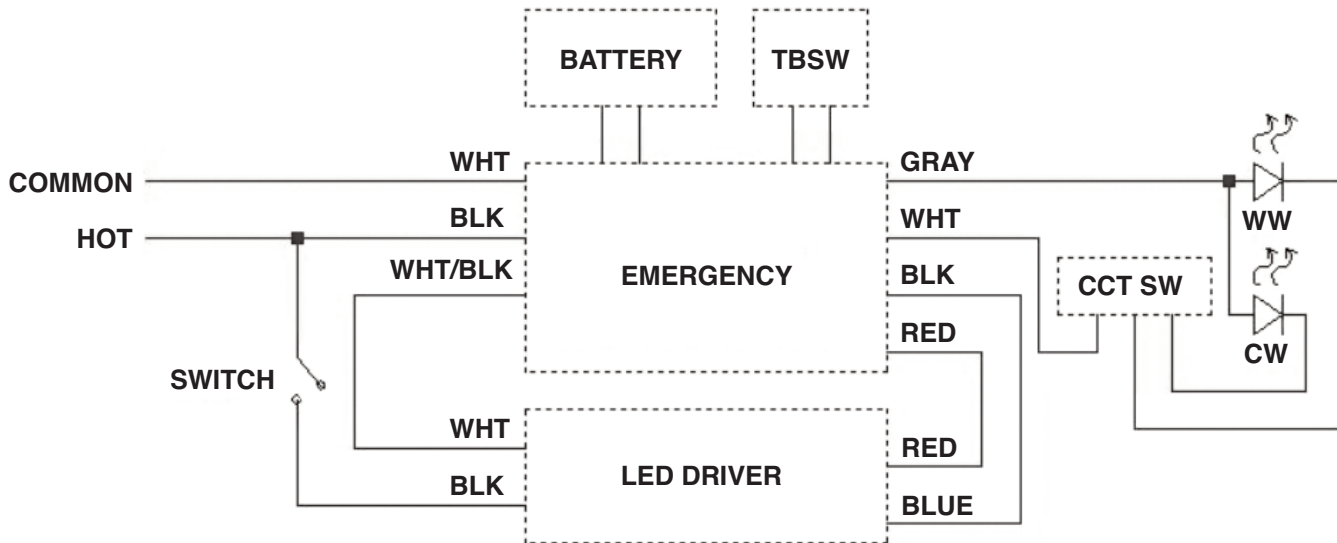 BATTERY
TBSW
WHT
GRAY
COMMON
BLK
WHT
WW
HOT
WHT/BLK
EMERGENCY
BLK
CCT SW
RED
CW
SWITCH
WHT
RED
LED DRIVER
BLK
BLUE